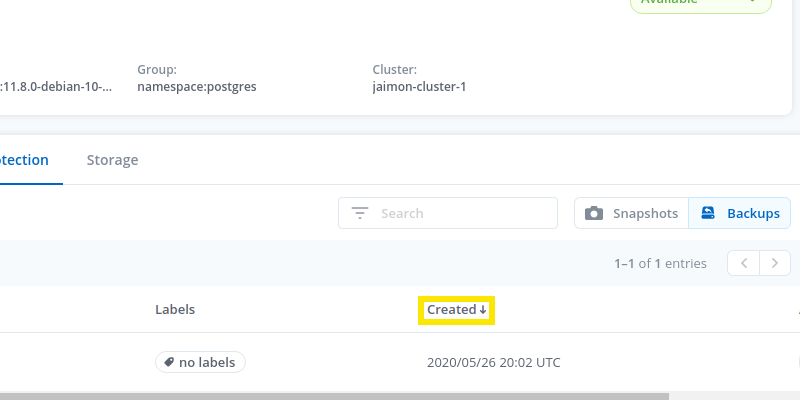 Available
Group:
Cluster:
:11.8.0-debian-10-...
namespace:postgres
jaimon-cluster-1
otection
Storage
Search
Snapshots
Backups
1–1 of 1 entries
Labels
Created
no labels
2020/05/26 20:02 UTC